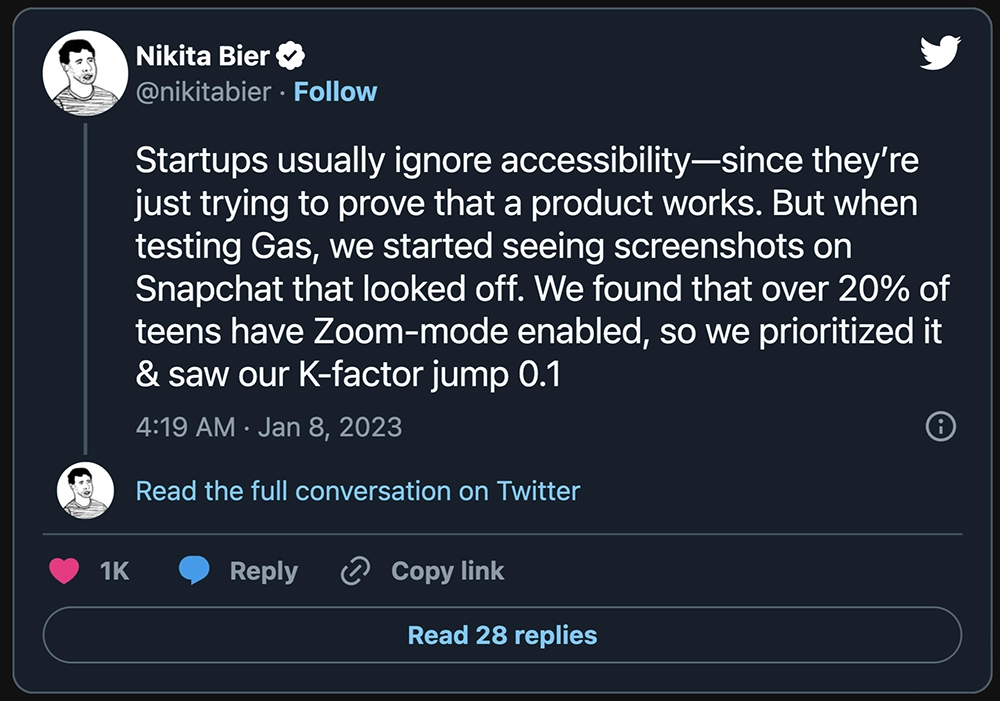 Nikita Bier
@nikitabier · Follow
Startups usually ignore accessibility—since they’re
just trying to prove that a product works. But when
testing Gas, we started seeing screenshots on
Snapchat that looked off. We found that over 20% of
teens have Zoom-mode enabled, so we prioritized it
& saw our K-factor jump 0.1
4:19 AM · Jan 8, 2023
Read the full conversation on Twitter
1K Reply Copy link
Read 28 replies